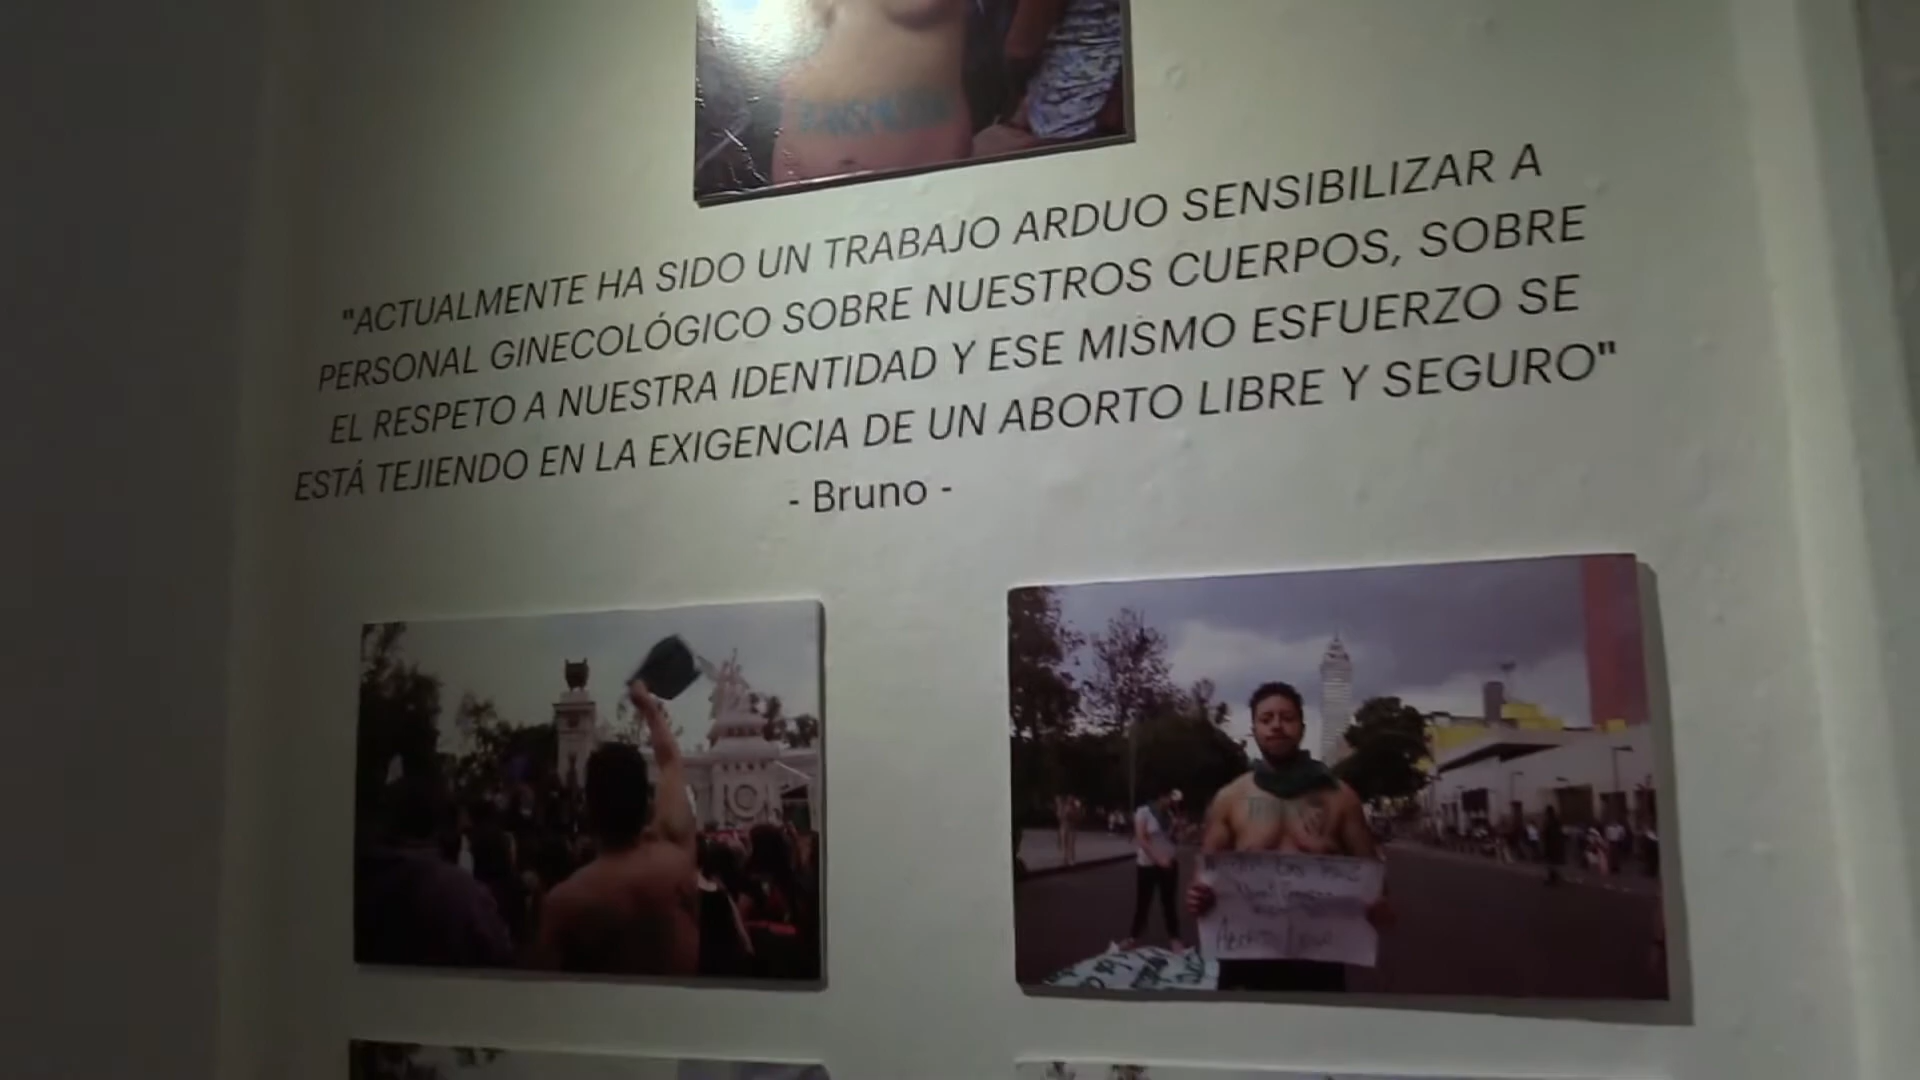 "ACTUALMENTE HA SIDO UN TRABAJO ARDUO SENSIBILIZAR A
PERSONAL GINECOLÓGICO SOBRE NUESTROS CUERPOS, SOBRE
EL RESPETO A NUESTRA IDENTIDAD Y ESE MISMO ESFUERZO SE
ESTÁ TEJIENDO EN LA EXIGENCIA DE UN ABORTO LIBRE Y SEGURO"
- Bruno -